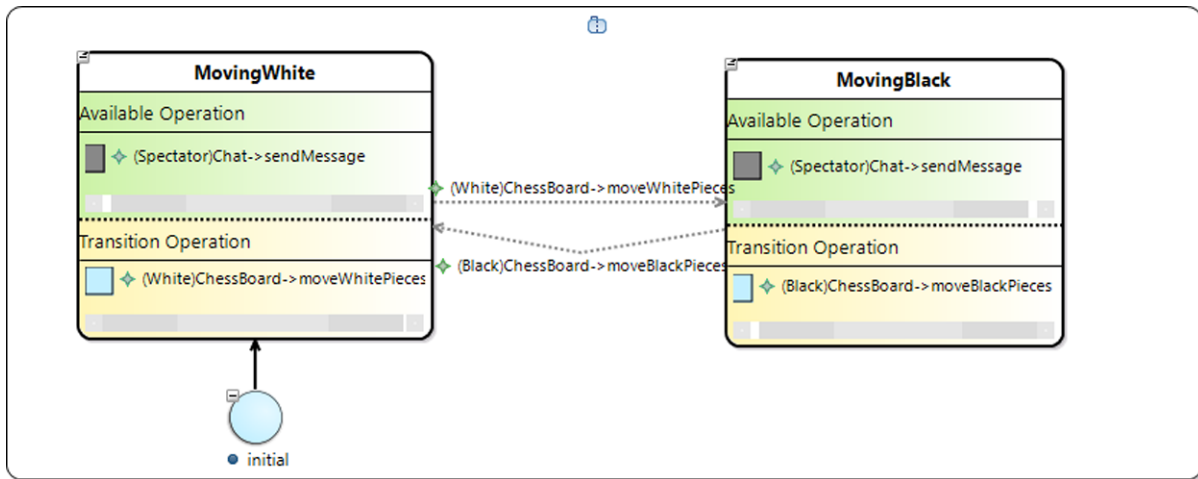 MovingWhite
Available Operation
(Spectator)Chat->sendMessage
Transition Operation
(White)ChessBoard->moveWhitePieces
(White)ChessBoard->moveWhitePieces
(Black)ChessBoard->moveBlackPieces
MovingBlack
Available Operation
(Spectator)Chat->sendMessage
Transition Operation
(Black)ChessBoard->moveBlackPieces
initial